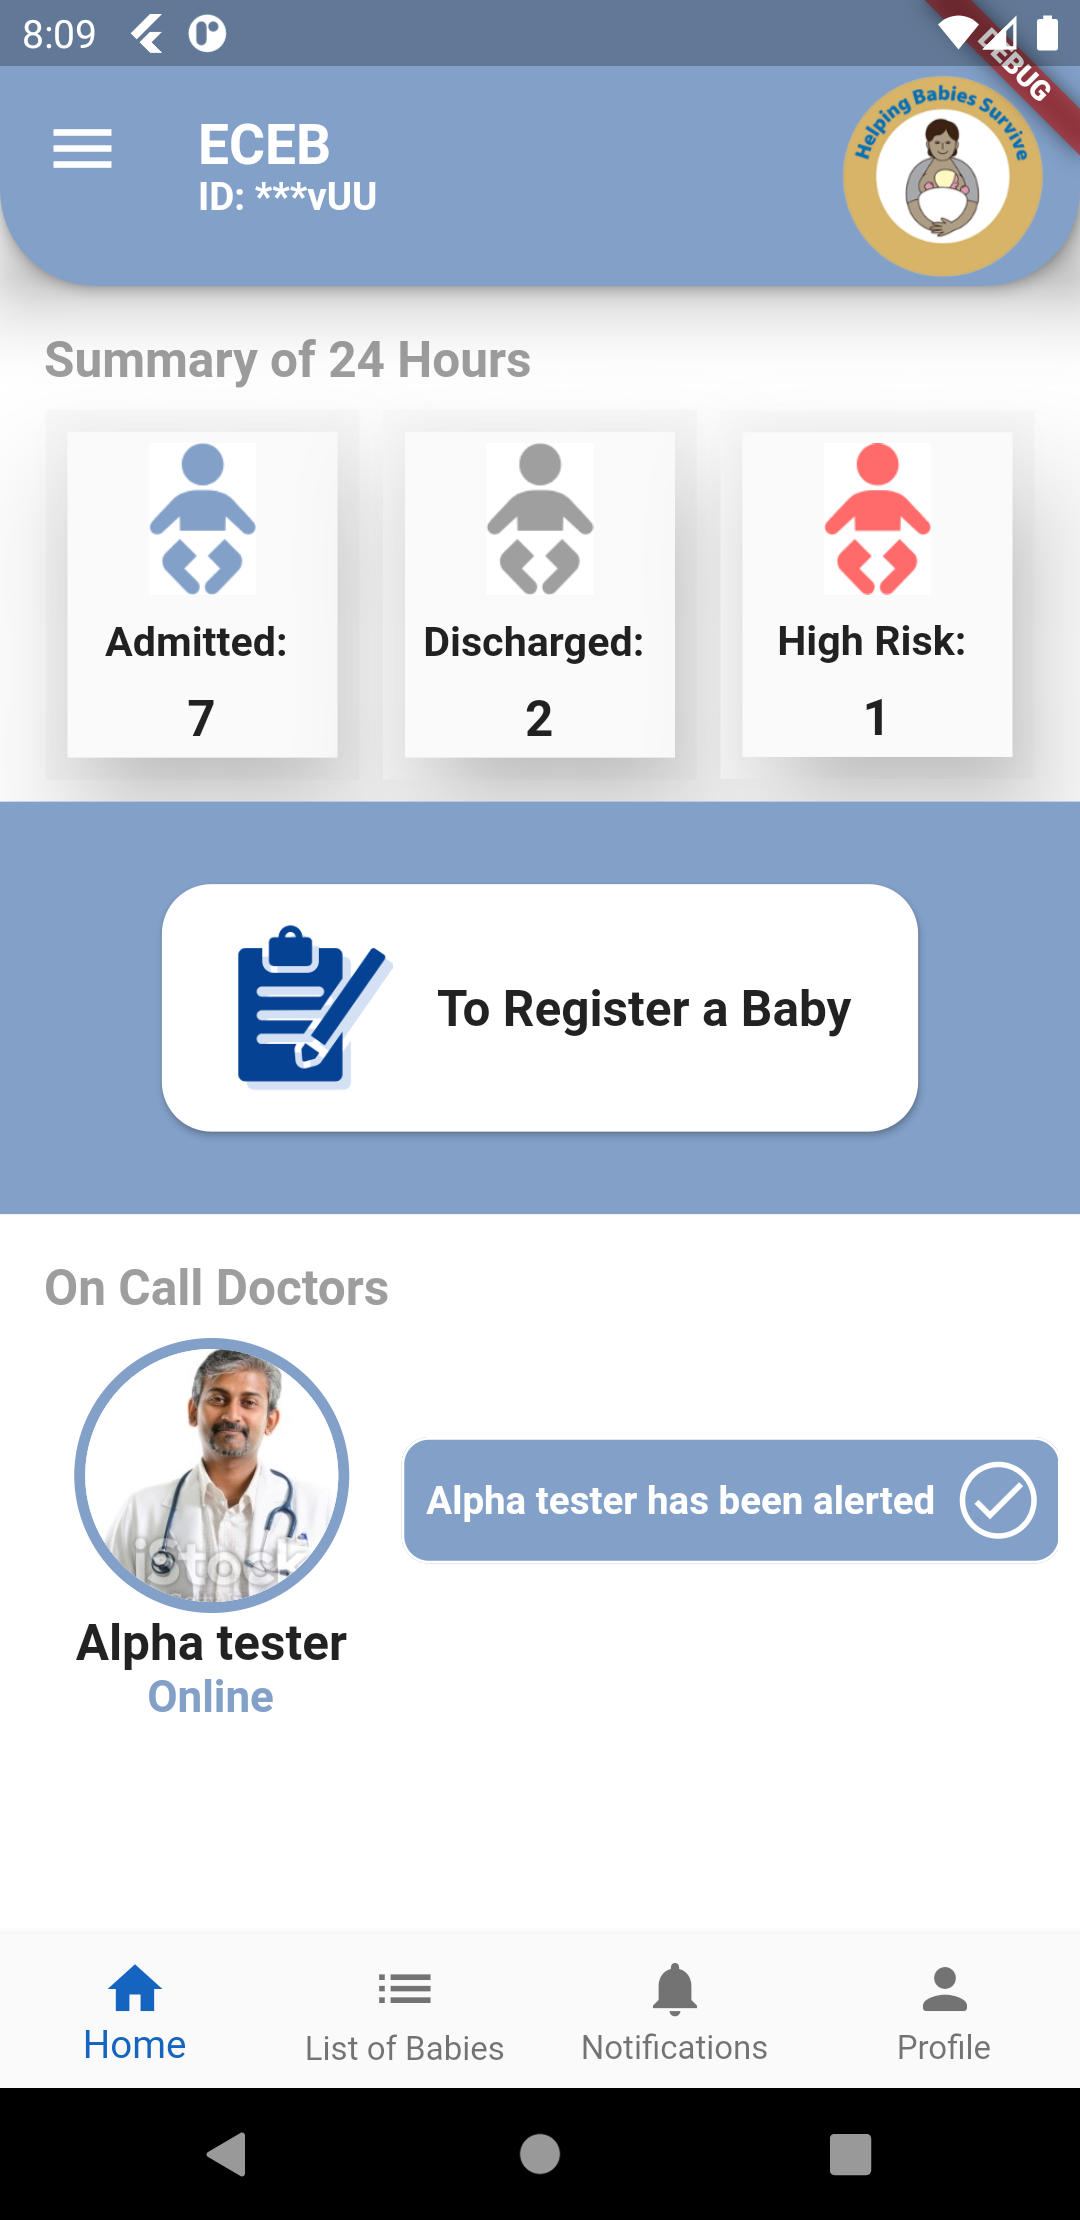 8:09
DEBUG
ECEB
ID: ***vUU
Helping Babies Survive
Summary of 24 Hours
Admitted:
7
Discharged:
2
High Risk:
1
To Register a Baby
On Call Doctors
iStock
Alpha tester has been alerted
Alpha tester
Online
Home
List of Babies
Notifications
Profile